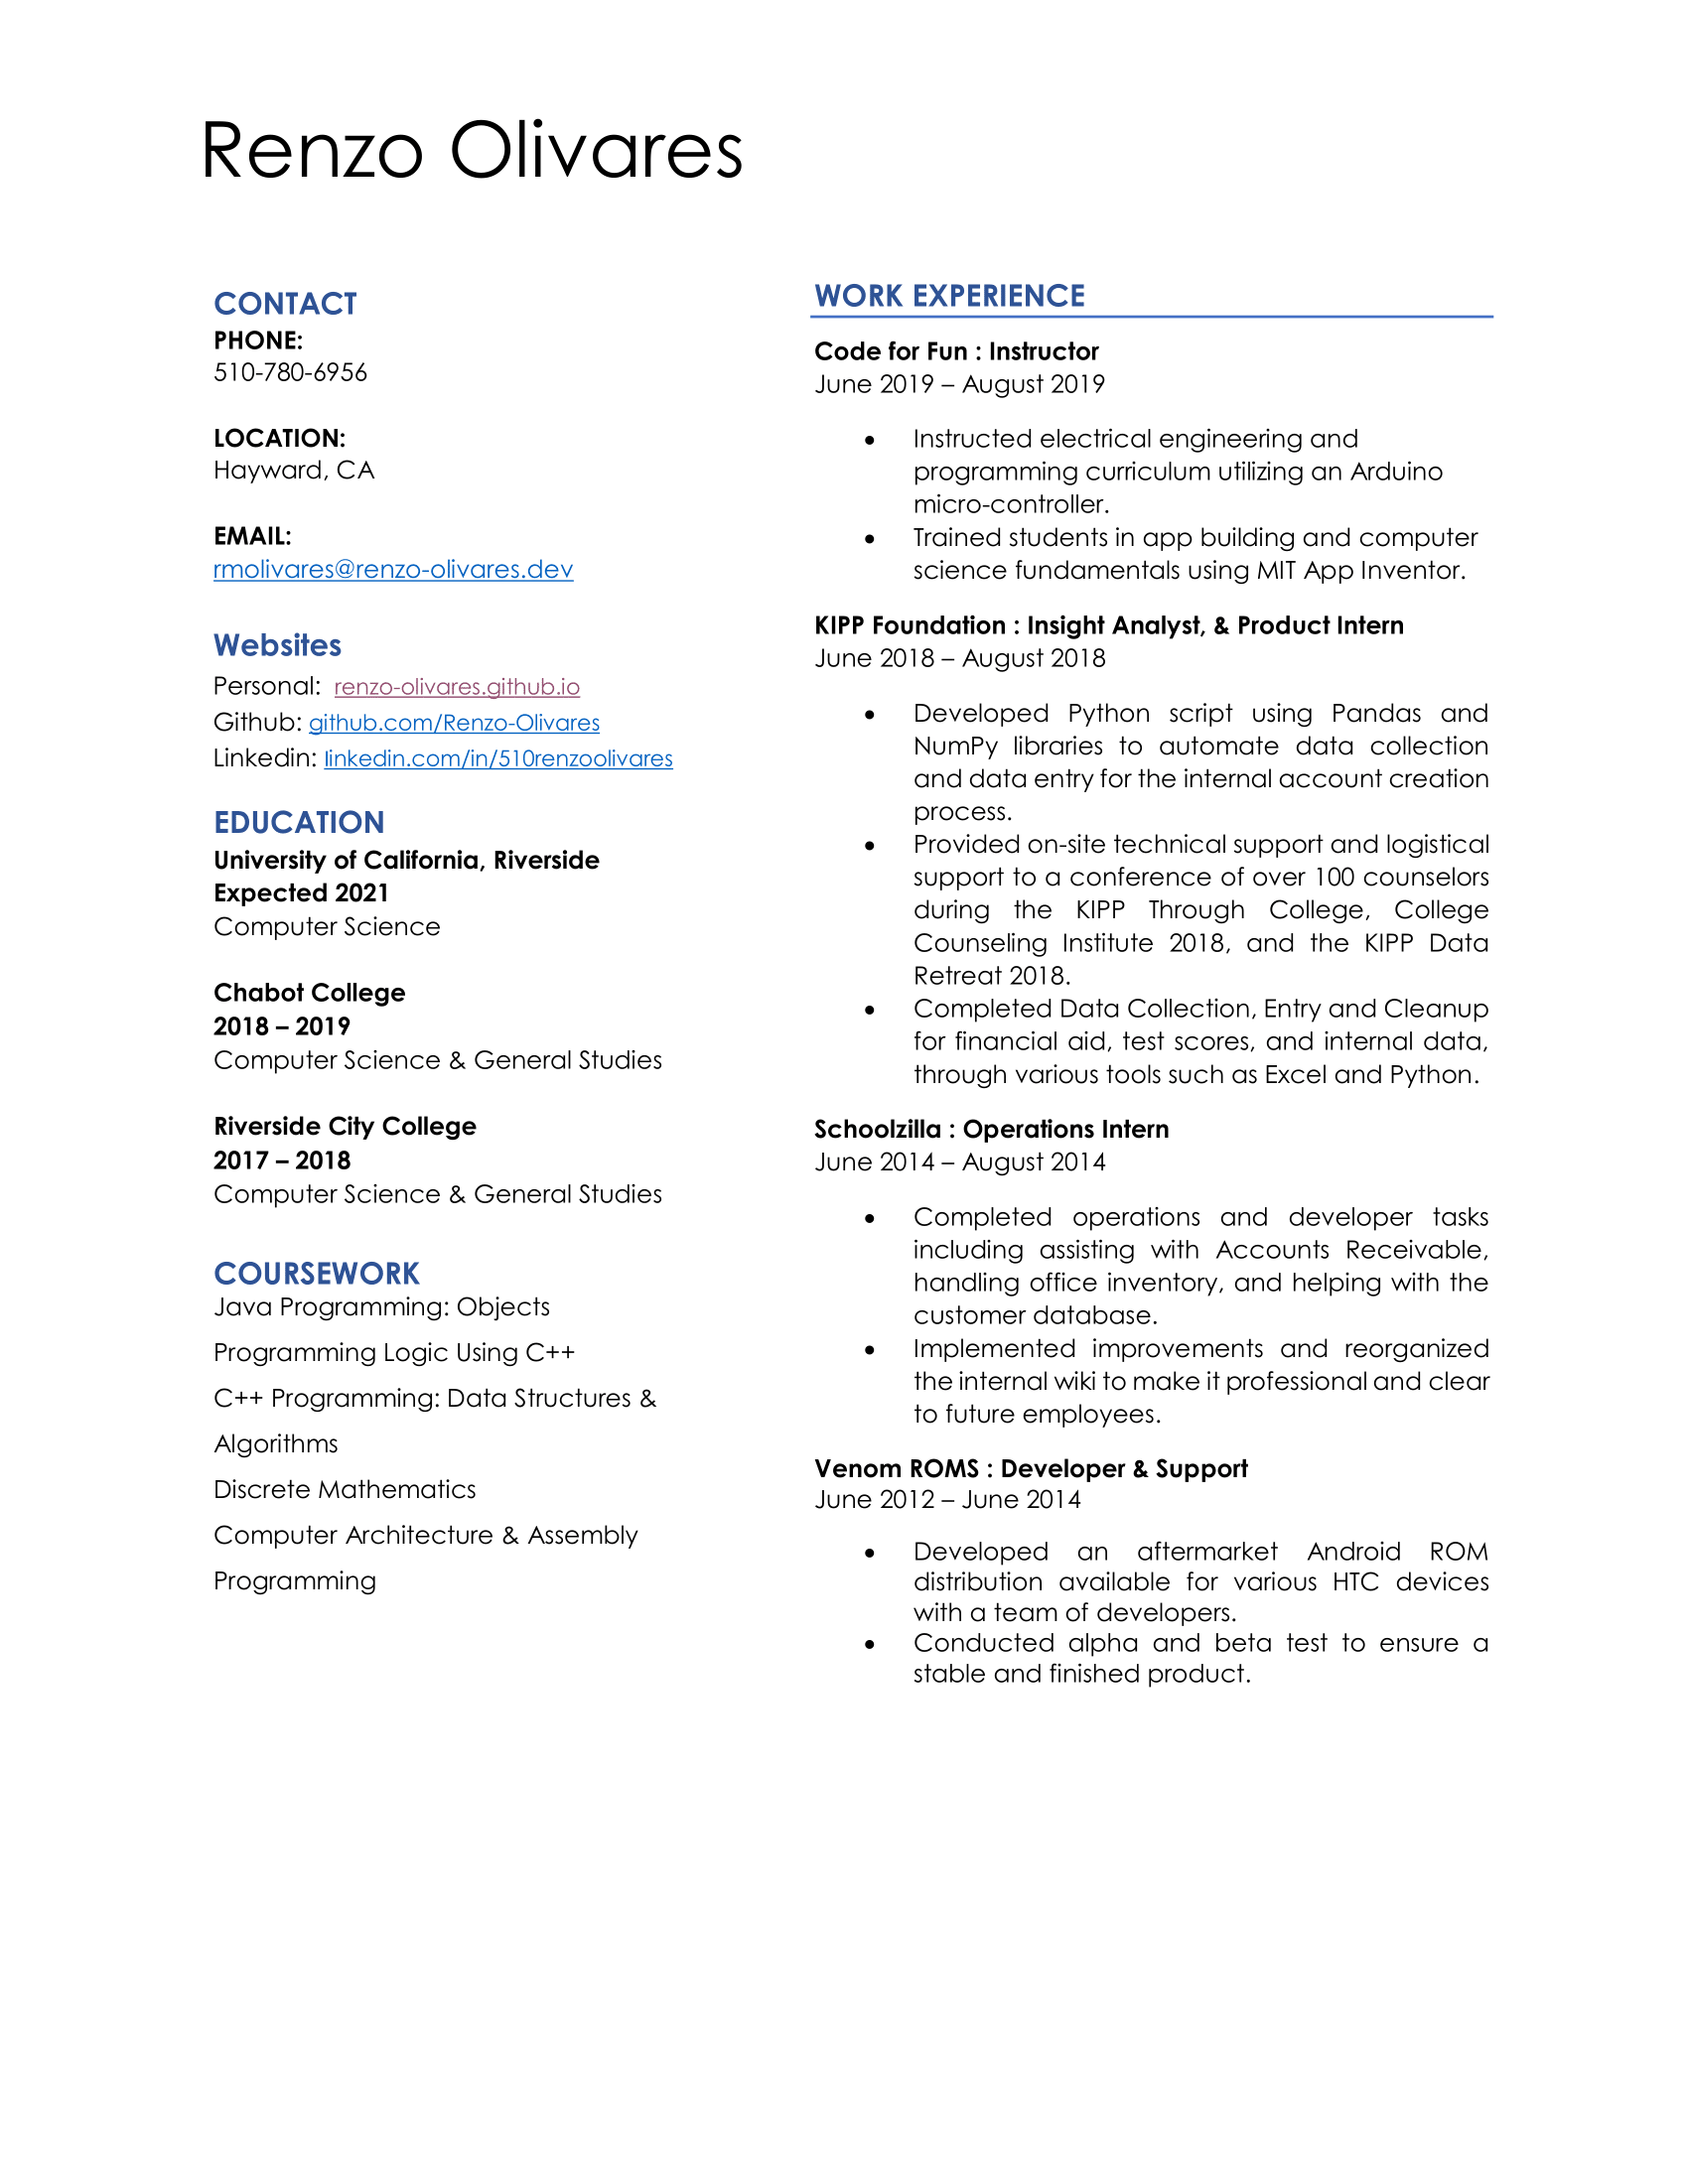 Renzo Olivares
CONTACT
PHONE:
510-780-6956
LOCATION:
Hayward, CA
EMAIL:
rmolivares@renzo-olivares.dev
Websites
Personal: renzo-olivares.github.io
Github: github.com/Renzo-Olivares
Linkedin: linkedin.com/in/510renzoolivares
EDUCATION
University of California, Riverside
Expected 2021
Computer Science
Chabot College
2018 – 2019
Computer Science & General Studies
Riverside City College
2017 – 2018
Computer Science & General Studies
COURSEWORK
Java Programming: Objects
Programming Logic Using C++
C++ Programming: Data Structures &
Algorithms
Discrete Mathematics
Computer Architecture & Assembly
Programming
WORK EXPERIENCE
Code for Fun : Instructor
June 2019 – August 2019
• Instructed electrical engineering and
programming curriculum utilizing an Arduino
micro-controller.
• Trained students in app building and computer
science fundamentals using MIT App Inventor.
KIPP Foundation : Insight Analyst, & Product Intern
June 2018 – August 2018
• Developed Python script using Pandas and
NumPy libraries to automate data collection
and data entry for the internal account creation
process.
• Provided on-site technical support and logistical
support to a conference of over 100 counselors
during the KIPP Through College, College
Counseling Institute 2018, and the KIPP Data
Retreat 2018.
• Completed Data Collection, Entry and Cleanup
for financial aid, test scores, and internal data,
through various tools such as Excel and Python.
Schoolzilla : Operations Intern
June 2014 – August 2014
• Completed operations and developer tasks
including assisting with Accounts Receivable,
handling office inventory, and helping with the
customer database.
• Implemented improvements and reorganized
the internal wiki to make it professional and clear
to future employees.
Venom ROMS : Developer & Support
June 2012 – June 2014
• Developed an aftermarket Android ROM
distribution available for various HTC devices
with a team of developers.
• Conducted alpha and beta test to ensure a
stable and finished product.